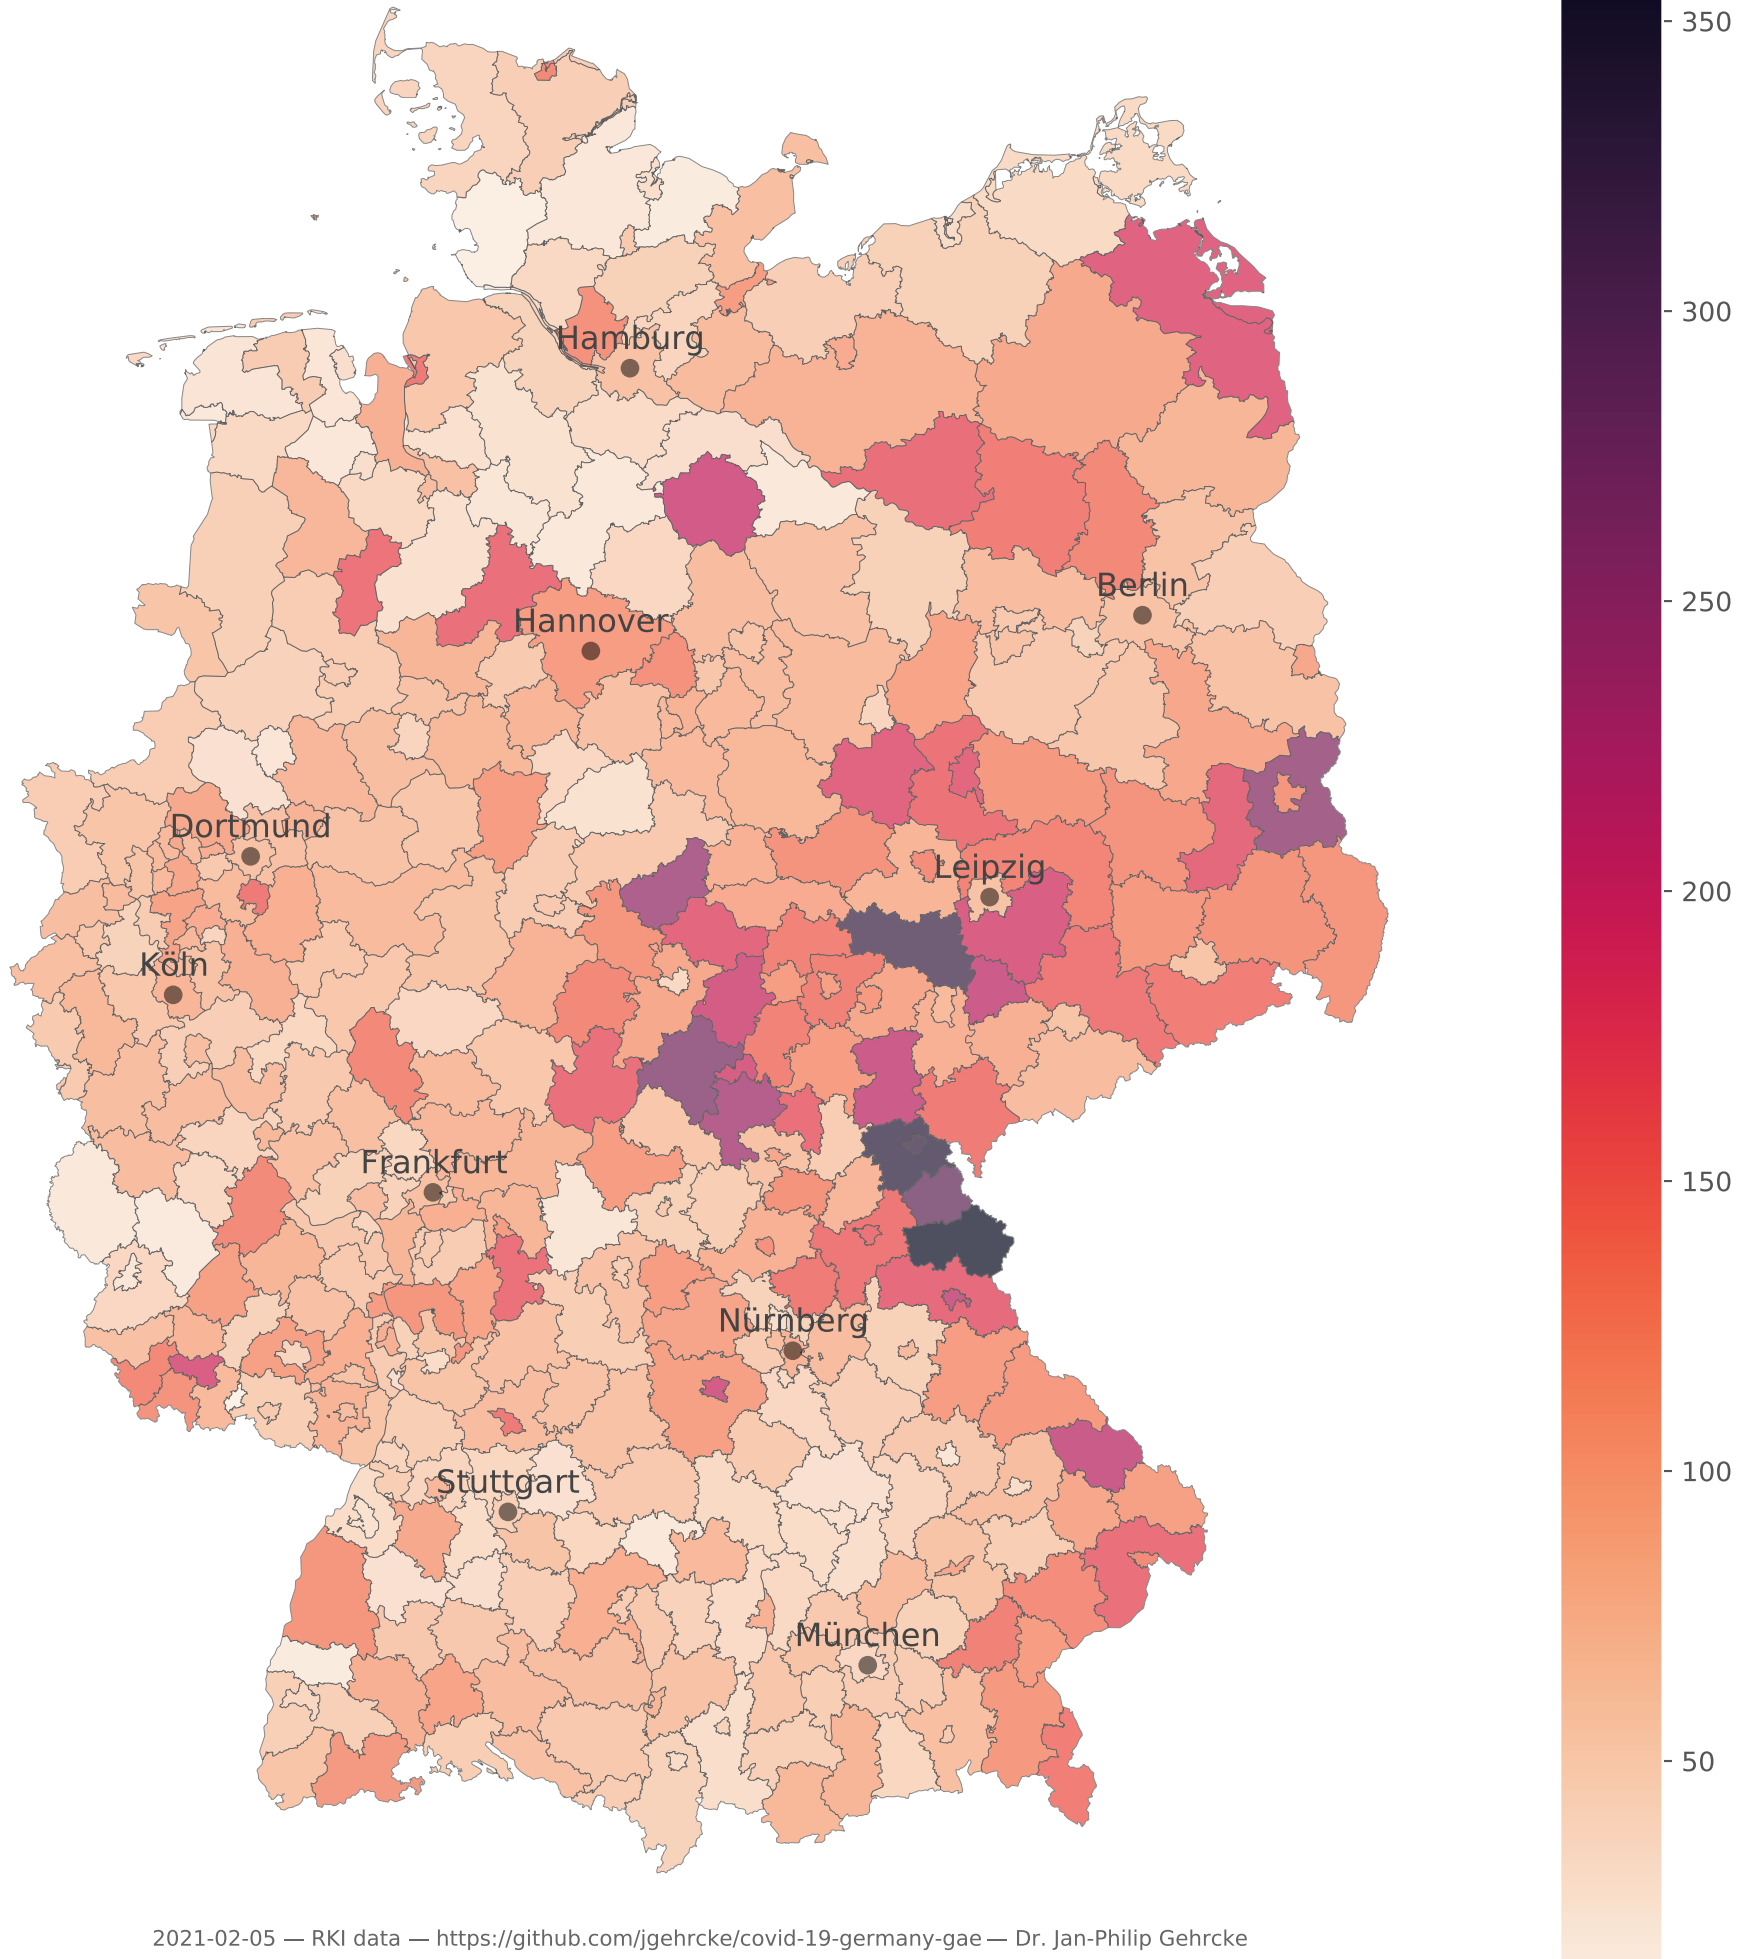 350
300
Hamburg
Berlin
250
Hannover
Dortmund
Leipzig
200
Köln
Frankfurt
150
Nürnberg
100
Stuttgart
München
50
2021-02-05 — RKI data — https://github.com/jgehrcke/covid-19-germany-gae — Dr. Jan-Philip Gehrcke